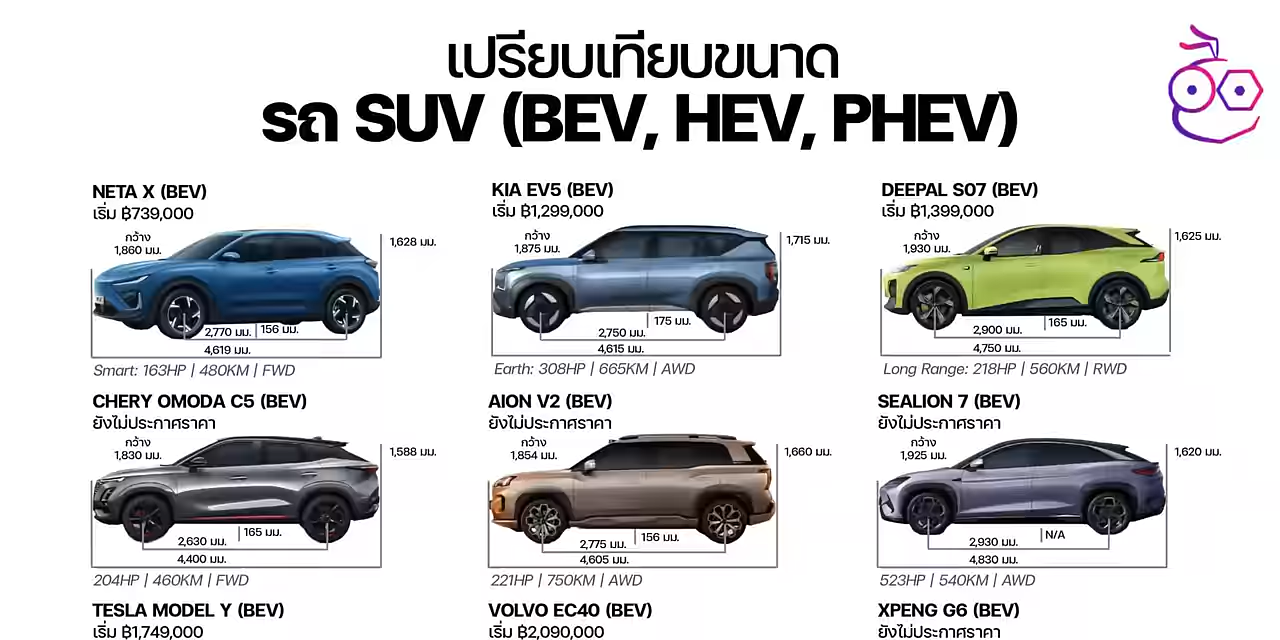 เปรียบเทียบขนาด
รถ SUV (BEV, HEV, PHEV)
NETA X (BEV)
เริ่ม ฿739,000
กว้าง
1,860 มม.
1,628 มม.
2,770 มม.
156 มม.
4,619 มม.
Smart: 163HP | 480KM | FWD
KIA EV5 (BEV)
เริ่ม ฿1,299,000
กว้าง
1,875 มม.
1,715 มม.
175 มม.
2,750 มม.
4,615 มม.
Earth: 308HP | 665KM | AWD
DEEPAL S07 (BEV)
เริ่ม ฿1,399,000
กว้าง
1,930 มม.
1,625 มม.
165 มม.
2,900 มม.
4,750 มม.
Long Range: 218HP | 560KM | RWD
CHERY OMODA C5 (BEV)
ยังไม่ประกาศราคา
กว้าง
1,830 มม.
1,588 มม.
165 มม.
2,630 มม.
4,400 มม.
204HP | 460KM | FWD
AION V2 (BEV)
ยังไม่ประกาศราคา
กว้าง
1,854 มม.
1,660 มม.
156 มม.
2,775 มม.
4,605 มม.
221HP | 750KM | AWD
SEALION 7 (BEV)
ยังไม่ประกาศราคา
กว้าง
1,925 มม.
1,620 มม.
N/A
2,930 มม.
4,830 มม.
523HP | 540KM | AWD
TESLA MODEL Y (BEV)
เริ่ม ฿1,749,000
VOLVO EC40 (BEV)
เริ่ม ฿2,090,000
XPENG G6 (BEV)
ยังไม่ประกาศราคา